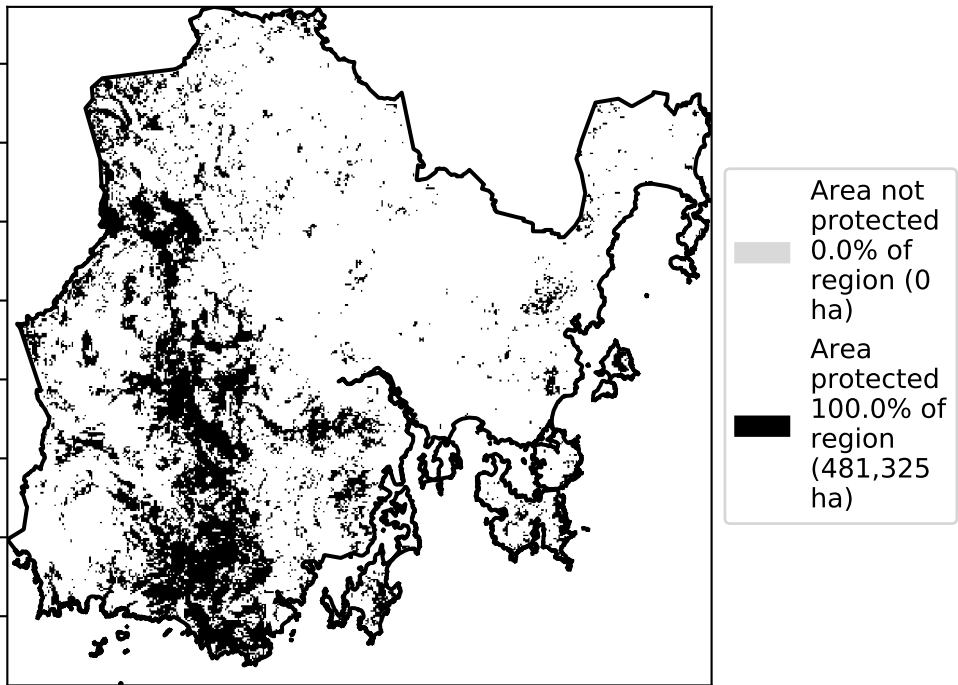 Area not
protected
0.0% of
region (0
ha)
Area
protected
100.0% of
region
(481,325
ha)